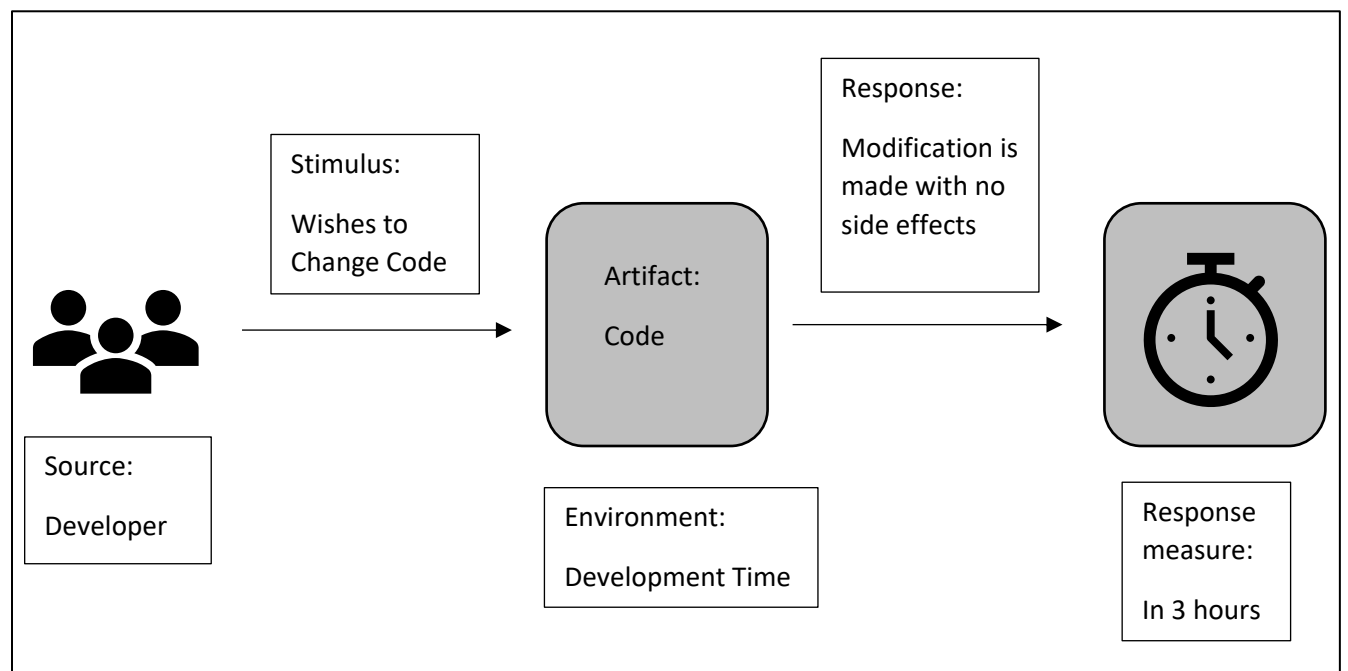 Source:
Developer
Stimulus:
Wishes to
Change Code
Artifact:
Code
Environment:
Development Time
Response:
Modification is
made with no
side effects
Response
measure:
In 3 hours